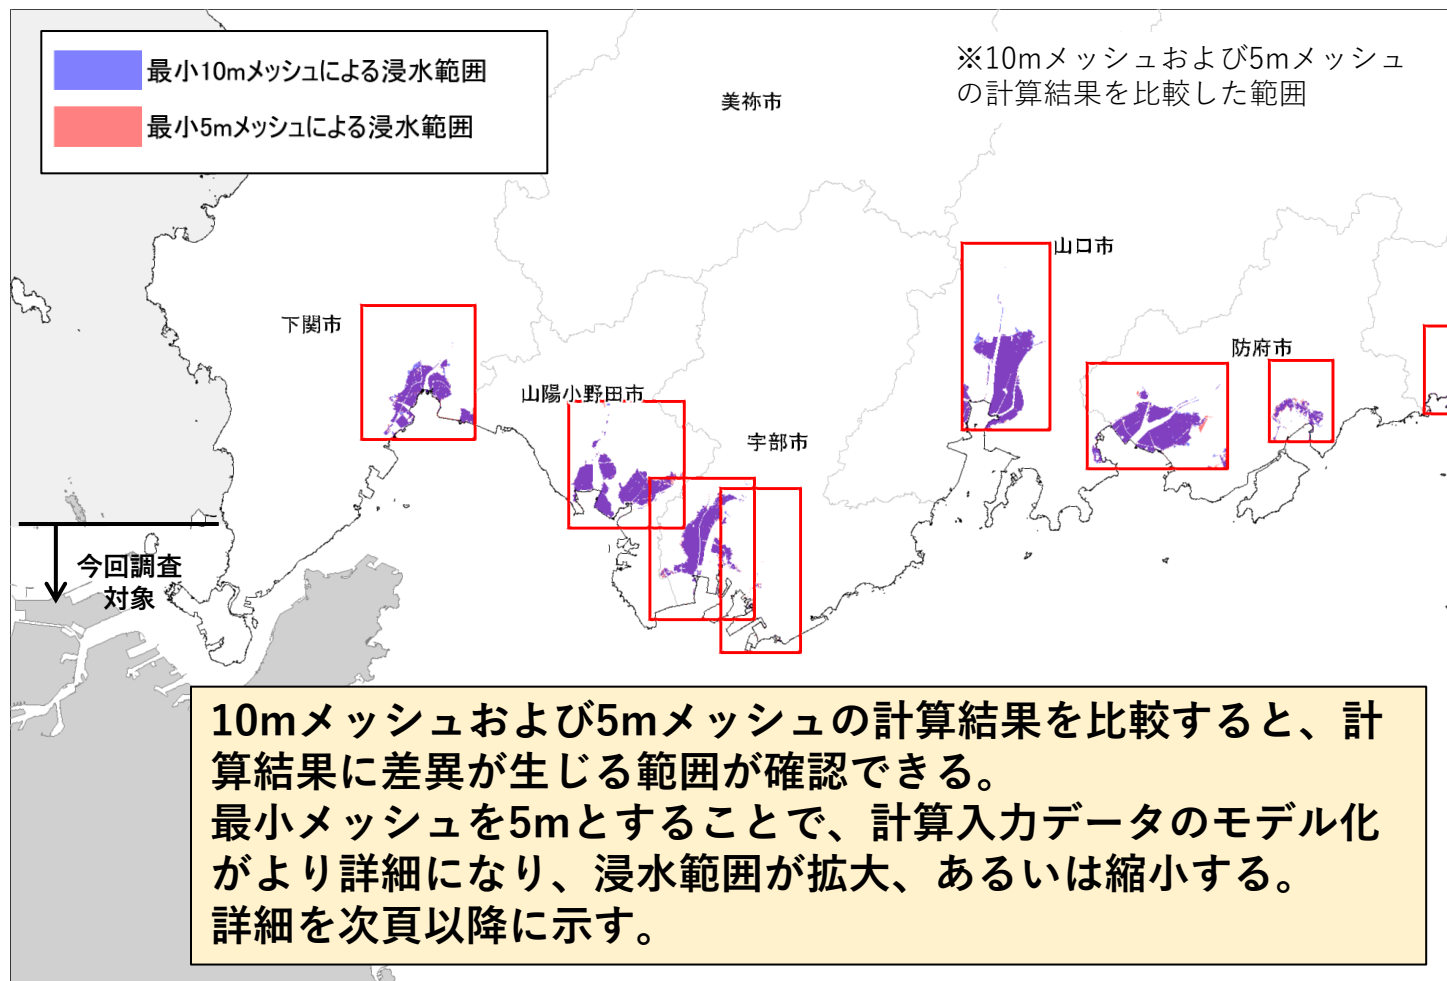 最小10mメッシュによる浸水範囲
最小5mメッシュによる浸水範囲
※10mメッシュおよび5mメッシュ
の計算結果を比較した範囲
美祢市
山口市
下関市
防府市
山陽小野田市
宇部市
今回調査
対象
10mメッシュおよび5mメッシュの計算結果を比較すると、計
算結果に差異が生じる範囲が確認できる。
最小メッシュを5mとすることで、計算入力データのモデル化
がより詳細になり、浸水範囲が拡大、あるいは縮小する。
詳細を次頁以降に示す。